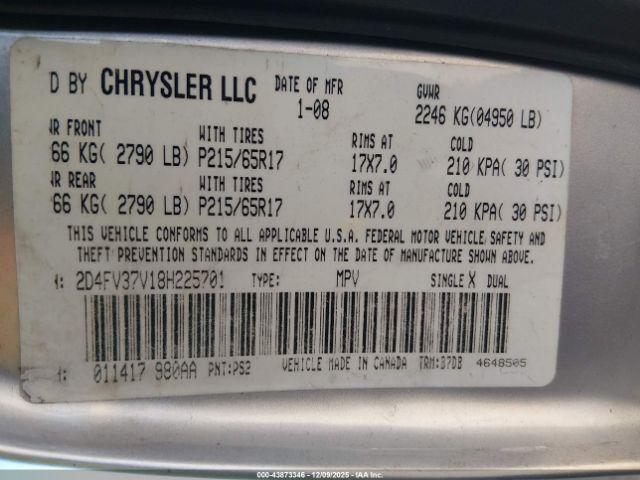 D BY CHRYSLER LLC DATE OF MFR GVWR
1-08 2246 KG(04950 LB)
WR FRONT WITH TIRES RIMS AT COLD
66 KG( 2790 LB) P215/65R17 17X7.0 210 KPA( 30 PSI)
WR REAR WITH TIRES RIMS AT COLD
66 KG( 2790 LB) P215/65R17 17X7.0 210 KPA( 30 PSI)
THIS VEHICLE CONFORMS TO ALL APPLICABLE U.S.A. FEDERAL MOTOR VEHICLE SAFETY AND
THEFT PREVENTION STANDARDS IN EFFECT ON THE DATE OF MANUFACTURE SHOWN ABOVE.
: 2D4FV37V18H225701 TYPE: MPV SINGLE X DUAL
: 011417 980AA PNT:PS2 VEHICLE MADE IN CANADA TRM:B7DB 4648505
© 2025 - 43873346 - 12/09/2025 - IAA, Inc.